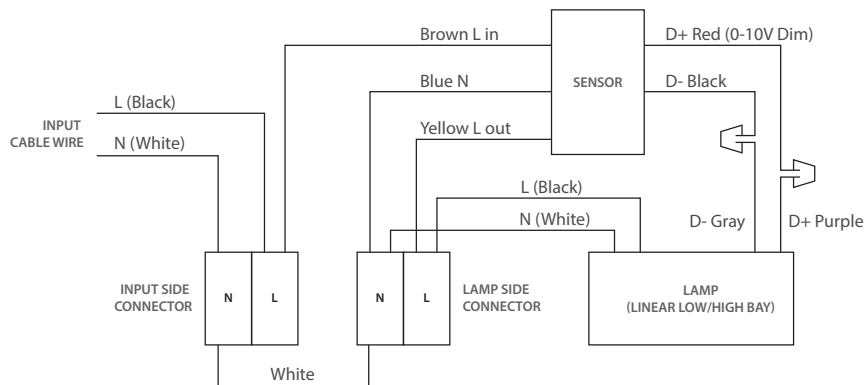 Brown L in
D+ Red (0-10V Dim)
SENSOR
Blue N
D- Black
L (Black)
INPUT
CABLE WIRE
N (White)
Yellow L out
L (Black)
N (White)
D- Gray
D+ Purple
INPUT SIDE
CONNECTOR
N
L
N
L
LAMP SIDE
CONNECTOR
LAMP
(LINEAR LOW/HIGH BAY)
White